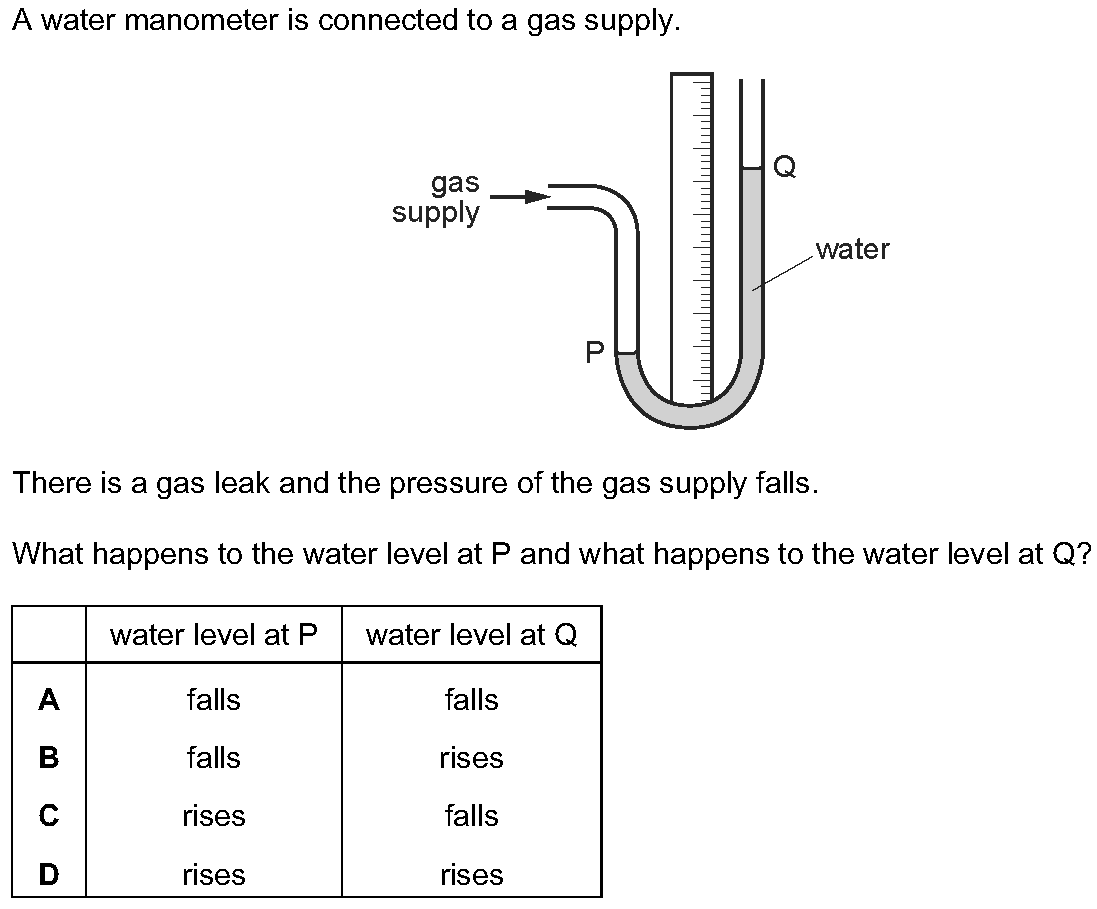 A water manometer is connected to a gas supply.
gas
supply
Q
water
P
There is a gas leak and the pressure of the gas supply falls.
What happens to the water level at P and what happens to the water level at Q?
water level at P water level at Q
A falls falls
B falls rises
C rises falls
D rises rises